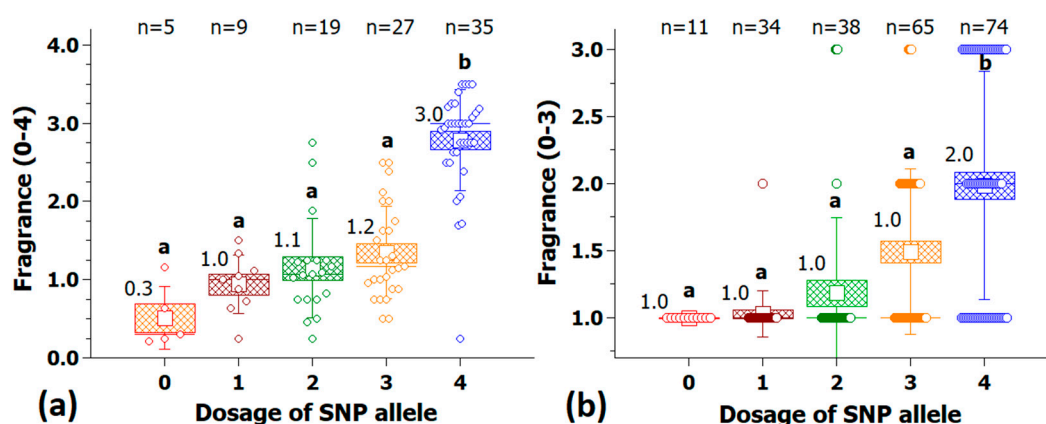 n=5 n=9 n=19 n=27 n=35
4.0
3.0
2.0
1.0
0.0
Fragrance (0-4)
0.3
a
1.0
a
1.1
a
1.2
a
3.0
b
0 1 2 3 4
Dosage of SNP allele
(a)
n=11 n=34 n=38 n=65 n=74
3.0
2.5
2.0
1.5
1.0
Fragrance (0-3)
1.0
a
1.0
a
1.0
a
1.0
a
2.0
b
0 1 2 3 4
Dosage of SNP allele
(b)